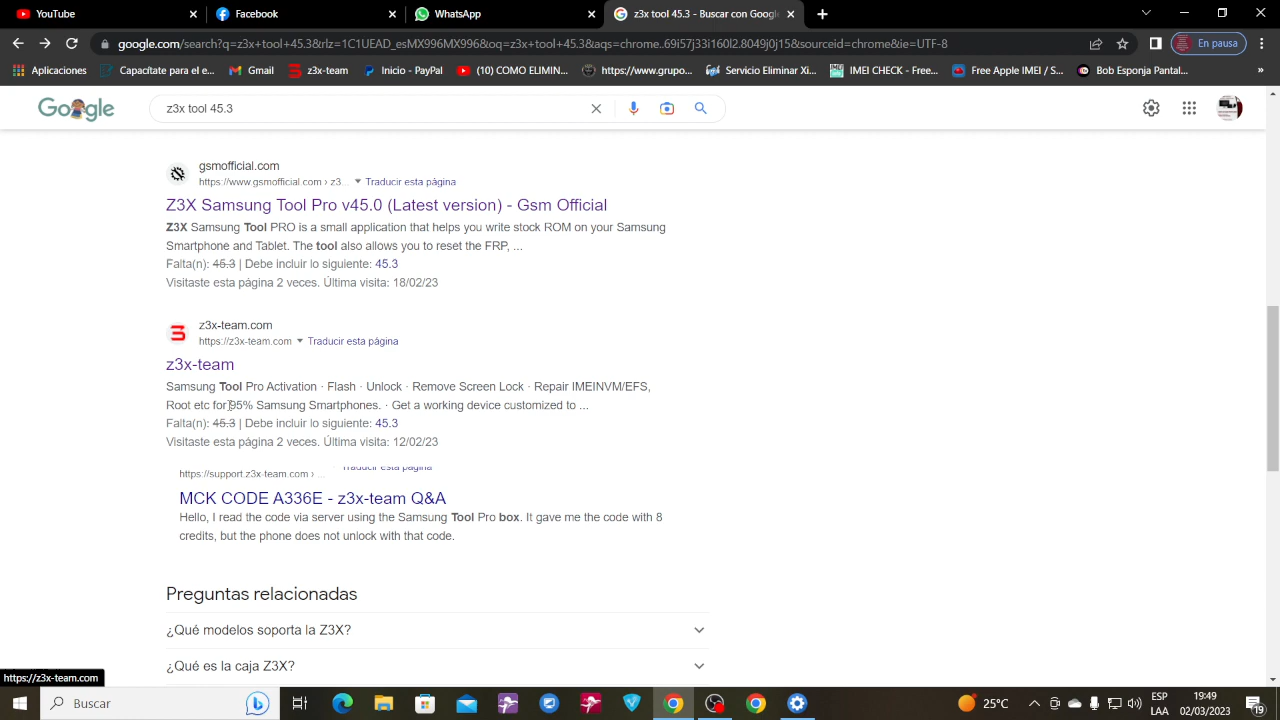 YouTube
Facebook
WhatsApp
z3x tool 45.3 - Buscar con Google
google.com/search?q=z3x+tool+45.3&rlz=1C1UEAD_esMX996MX996&oq=z3x+tool+45.3&aqs=chrome..69i57j33i160l2.8049j0j15&sourceid=chrome&ie=UTF-8
En pausa
Aplicaciones
Capacítate para el e...
Gmail
z3x-team
Inicio - PayPal
(10) COMO ELIMIN...
https://www.grupo...
Servicio Eliminar i...
IMEI CHECK - Free...
Free Apple IMEI / S...
Bob Esponja Pantal...
»
Google
z3x tool 45.3
gsmofficial.com
https://www.gsmofficial.com › z3... Traducir esta página
Z3X Samsung Tool Pro v45.0 (Latest version) - Gsm Official
Z3X Samsung Tool PRO is a small application that helps you write stock ROM on your Samsung
Smartphone and Tablet. The tool also allows you to reset the FRP, ...
Falta(n): 45.3 | Debe incluir lo siguiente: 45.3
Visitaste esta página 2 veces. Última visita: 18/02/23
z3x-team.com
https://z3x-team.com Traducir esta página
z3x-team
Samsung Tool Pro Activation · Flash · Unlock · Remove Screen Lock · Repair IMEINVM/EFS,
Root etc for 95% Samsung Smartphones. · Get a working device customized to ...
Falta(n): 45.3 | Debe incluir lo siguiente: 45.3
Visitaste esta página 2 veces. Última visita: 12/02/23
https://support.z3x-team.com › ... Traducir esta página
MCK CODE A336E - z3x-team Q&A
Hello, I read the code via server using the Samsung Tool Pro box. It gave me the code with 8
credits, but the phone does not unlock with that code.
Preguntas relacionadas
¿Qué modelos soporta la Z3X?
¿Qué es la caja Z3X?
https://z3x-team.com
Buscar
25°C
ESP
LAA
19:49
02/03/2023
19